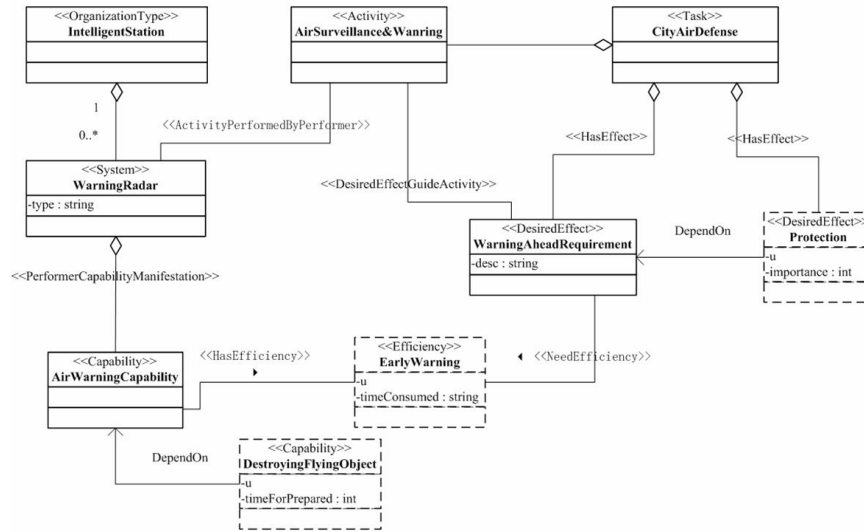 <<OrganizationType>>
IntelligentStation
<<Activity>>
AirSurveillance&Wanring
<<Task>>
CityAirDefense
1
0..*
<<ActivityPerformedByPerformer>>
<<HasEffect>>
<<HasEffect>>
<<System>>
WarningRadar
-type : string
<<DesiredEffectGuideActivity>>
<<DesiredEffect>>
WarningAheadRequirement
-desc : string
DependOn
<<DesiredEffect>>
Protection
-u
-importance : int
<<PerformerCapabilityManifestation>>
<<Capability>>
AirWarningCapability
<<HasEfficiency>>
<<Efficiency>>
EarlyWarning
-u
-timeConsumed : string
<<NeedEfficiency>>
DependOn
<<Capability>>
DestroyingFlyingObject
-u
-timeForPrepared : int